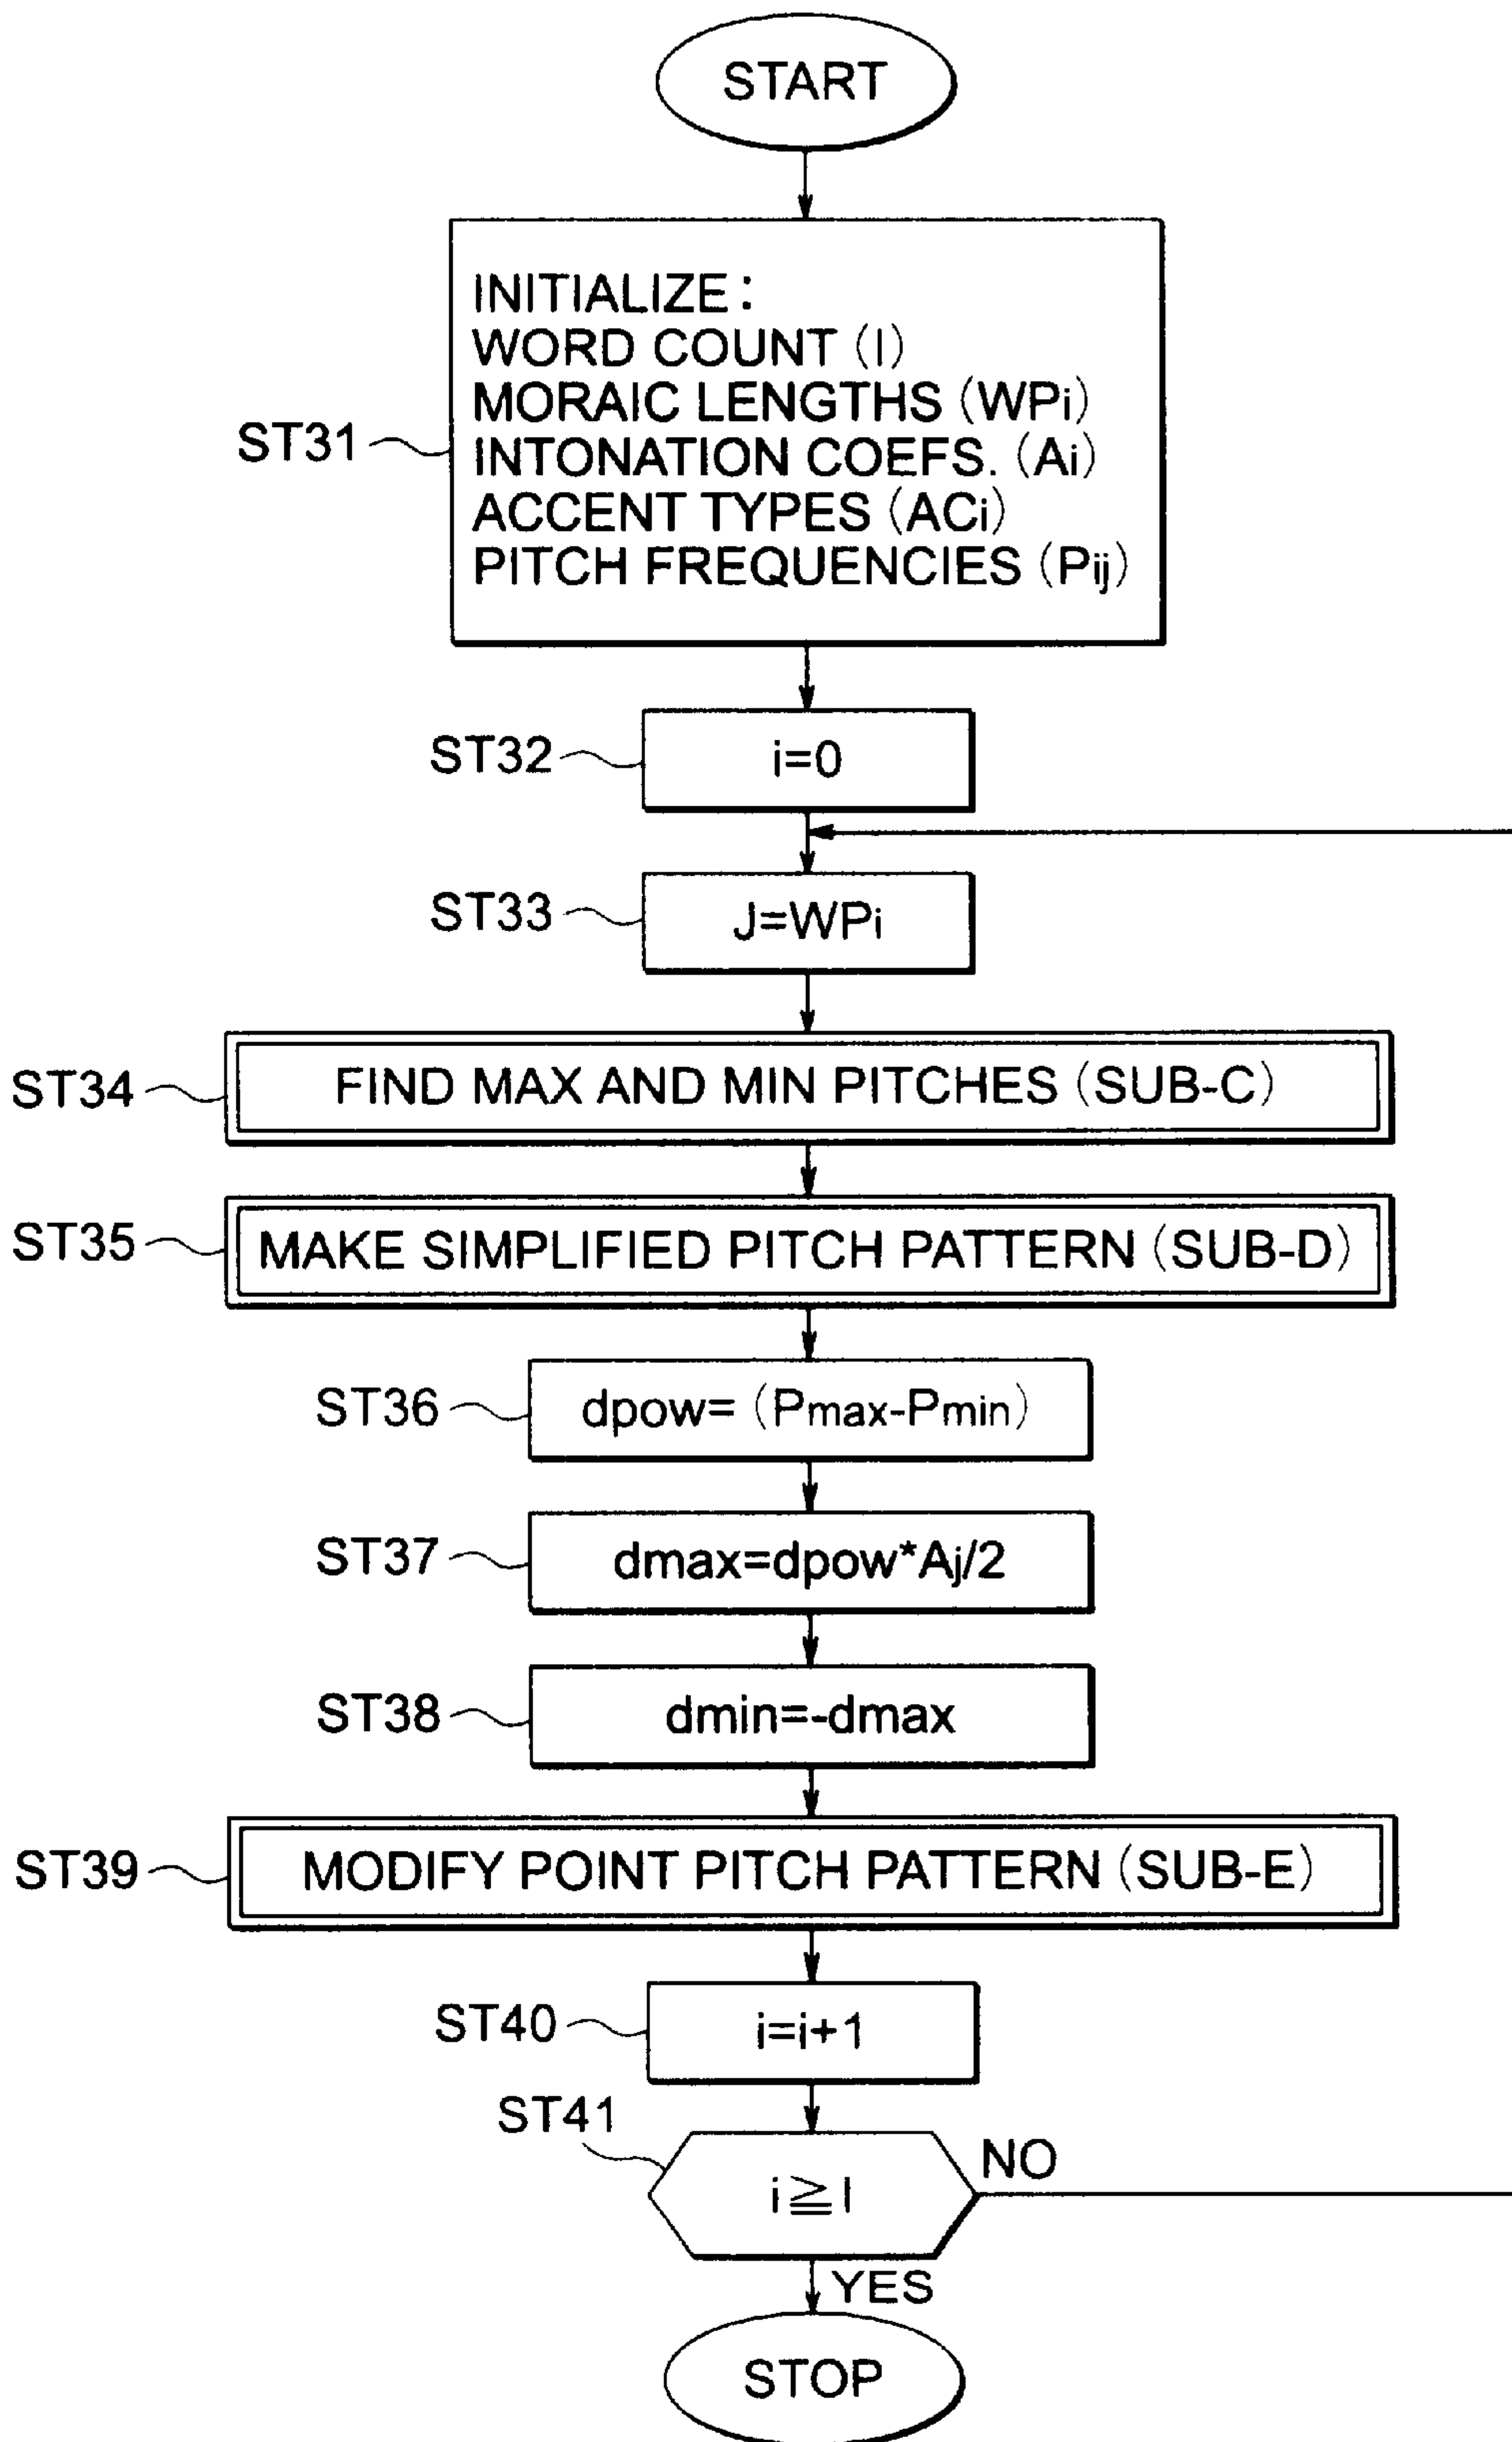 START
INITIALIZE:
WORD COUNT (I)
MORAIC LENGTHS (WPi)
ST31
INTONATION COEFS. (Ai)
ACCENT TYPES (ACi)
PITCH FREQUENCIES (Pij)
ST32
i=0
ST33
J=WPi
ST34
FIND MAX AND MIN PITCHES (SUB-C)
ST35
MAKE SIMPLIFIED PITCH PATTERN (SUB-D)
ST36
dpow= (Pmax-Pmin)
ST37
dmax=dpow*Aj/2
ST38
dmin=-dmax
ST39
MODIFY POINT PITCH PATTERN (SUB-E)
ST40
i=i+1
ST41
i≧I
NO
YES
STOP